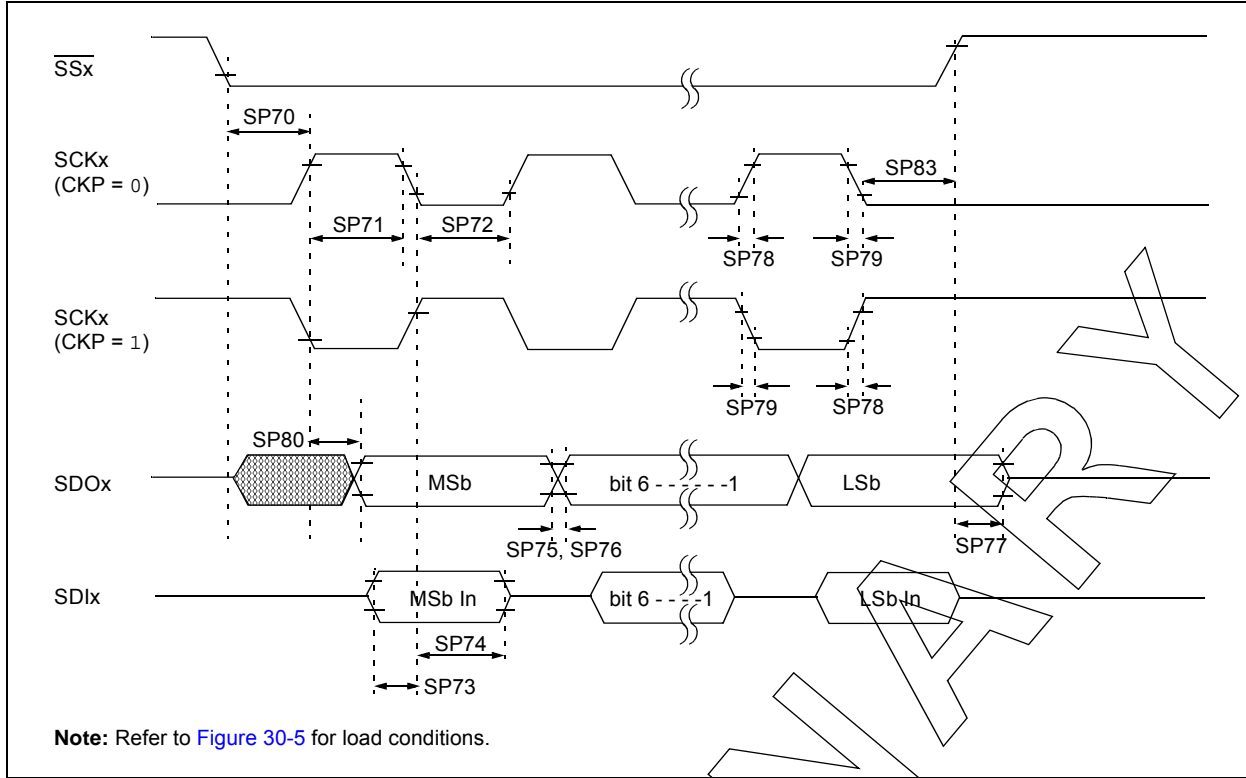 SSx
SP70
SCKx
(CKP = 0)
SP83
SP71
SP72
SP78
SP79
SCKx
(CKP = 1)
SP79
SP78
SP80
SDOx
MSb
bit 6 - - - - - -1
LSb
SP75, SP76
SP77
SDIx
MSb In
bit 6 - - - -1
LSb In
SP74
SP73
Note: Refer to Figure 30-5 for load conditions.
V A R Y